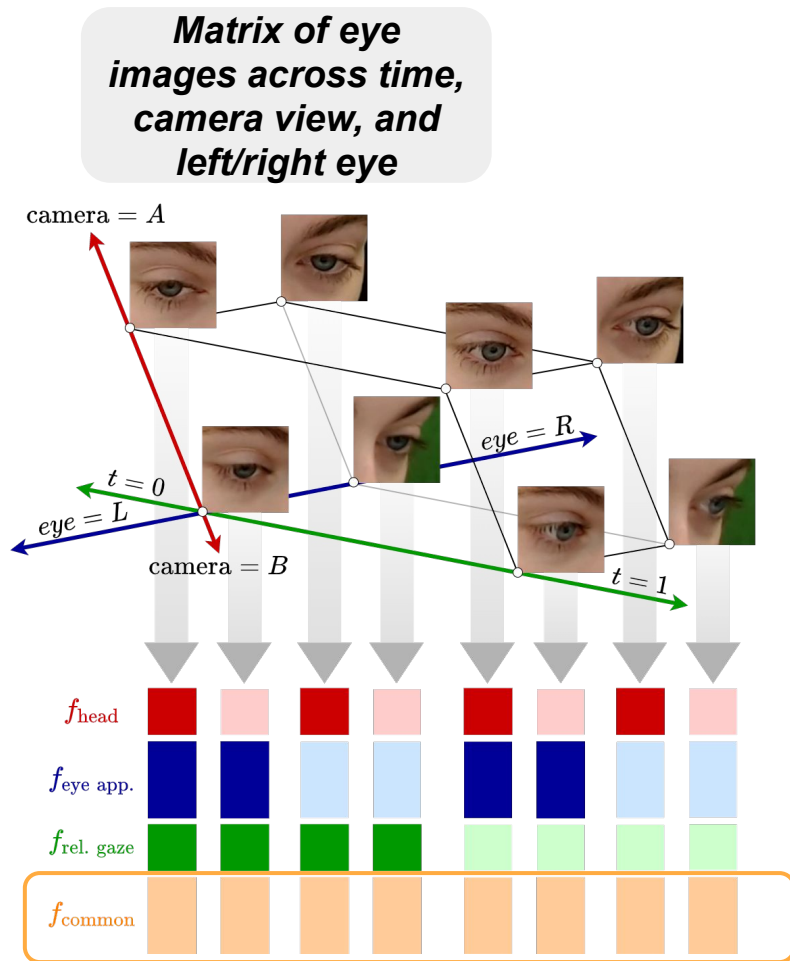 Matrix of eye
images across time,
camera view, and
left/right eye
camera = A
eye = R
t = 0
eye = L
camera = B
t = 1
f_head
f_eye app.
f_rel. gaze
f_common